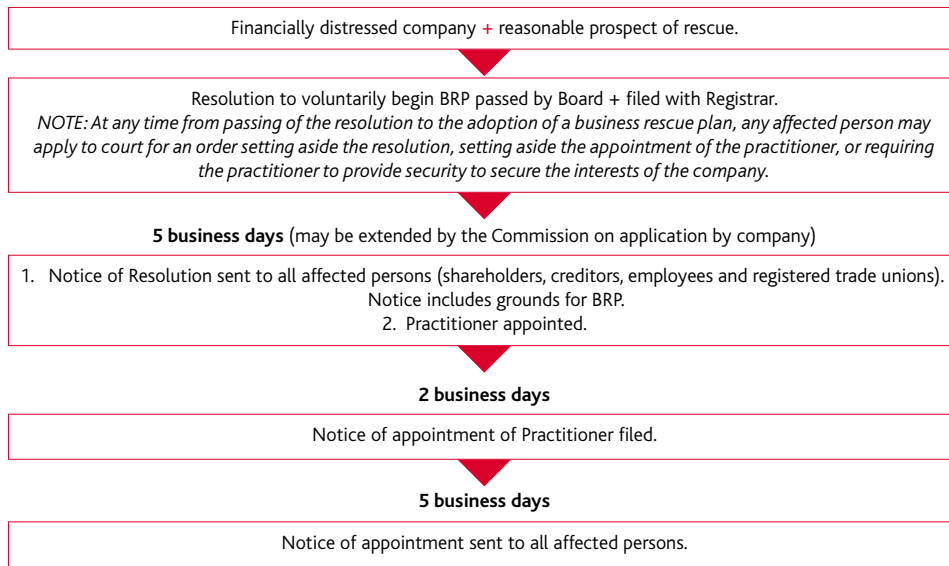 Financially distressed company + reasonable prospect of rescue.
Resolution to voluntarily begin BRP passed by Board + filed with Registrar.
NOTE: At any time from passing of the resolution to the adoption of a business rescue plan, any affected person may
apply to court for an order setting aside the resolution, setting aside the appointment of the practitioner, or requiring
the practitioner to provide security to secure the interests of the company.
5 business days (may be extended by the Commission on application by company)
1. Notice of Resolution sent to all affected persons (shareholders, creditors, employees and registered trade unions).
Notice includes grounds for BRP.
2. Practitioner appointed.
2 business days
Notice of appointment of Practitioner filed.
5 business days
Notice of appointment sent to all affected persons.